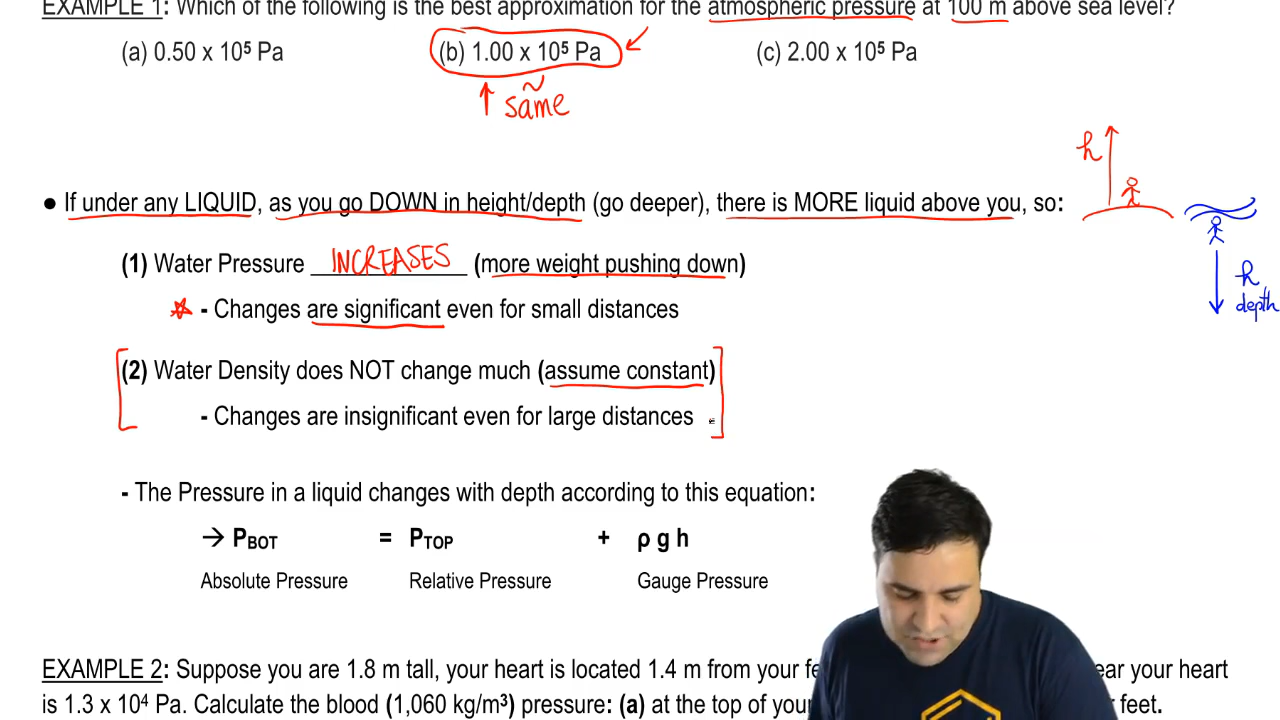 EXAMPLE 1: Which of the following is the best approximation for the atmospheric pressure at 100 m above sea level?
(a) 0.50 x 10⁵ Pa (b) 1.00 x 10⁵ Pa (c) 2.00 x 10⁵ Pa
↑ same
h
● If under any LIQUID, as you go DOWN in height/depth (go deeper), there is MORE liquid above you, so:
(1) Water Pressure INCREASES (more weight pushing down)
h
depth
- Changes are significant even for small distances
(2) Water Density does NOT change much (assume constant)
- Changes are insignificant even for large distances
- The Pressure in a liquid changes with depth according to this equation:
→ PBOT = PTOP + ρ g h
Absolute Pressure Relative Pressure Gauge Pressure
EXAMPLE 2: Suppose you are 1.8 m tall, your heart is located 1.4 m from your your heart
is 1.3 x 10⁴ Pa. Calculate the blood (1,060 kg/m³) pressure: (a) at the top of feet.